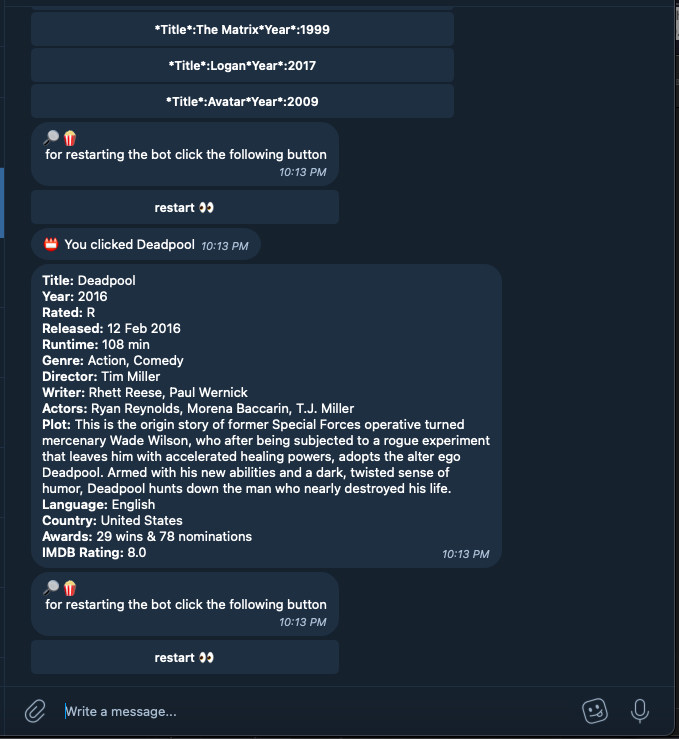 *Title*:The Matrix*Year*:1999
*Title*:Logan*Year*:2017
*Title*:Avatar*Year*:2009
for restarting the bot click the following button
10:13 PM
restart 👀
📛 You clicked Deadpool 10:13 PM
Title: Deadpool
Year: 2016
Rated: R
Released: 12 Feb 2016
Runtime: 108 min
Genre: Action, Comedy
Director: Tim Miller
Writer: Rhett Reese, Paul Wernick
Actors: Ryan Reynolds, Morena Baccarin, T.J. Miller
Plot: This is the origin story of former Special Forces operative turned
mercenary Wade Wilson, who after being subjected to a rogue experiment
that leaves him with accelerated healing powers, adopts the alter ego
Deadpool. Armed with his new abilities and a dark, twisted sense of
humor, Deadpool hunts down the man who nearly destroyed his life.
Language: English
Country: United States
Awards: 29 wins & 78 nominations
IMDB Rating: 8.0 10:13 PM
for restarting the bot click the following button
10:13 PM
restart 👀
Write a message...